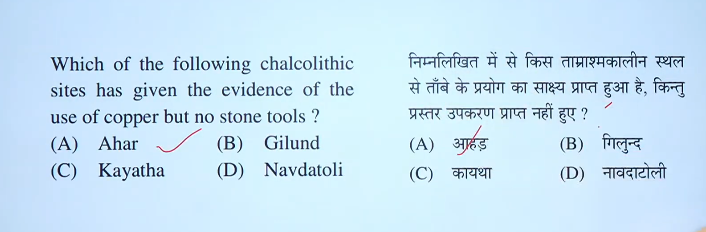 Which of the following chalcolithic
sites has given the evidence of the
use of copper but no stone tools ?
(A) Ahar (B) Gilund
(C) Kayatha (D) Navdatoli
निम्नलिखित में से किस ताम्राश्मकालीन स्थल
से ताँबे के प्रयोग का साक्ष्य प्राप्त हुआ है, किन्तु
प्रस्तर उपकरण प्राप्त नहीं हुए ?
(A) आहड़ (B) गिलुन्द
(C) कायथा (D) नावदाटोली